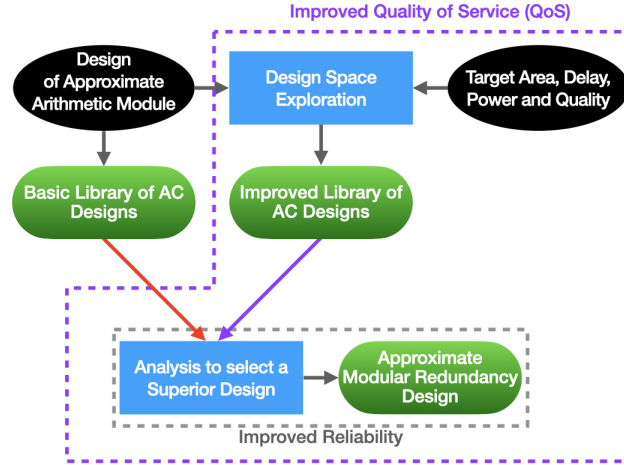 Improved Quality of Service (QoS)
Design
of Approximate
Arithmetic Module
Design Space
Exploration
Target Area, Delay,
Power and Quality
Basic Library of AC
Designs
Improved Library of
AC Designs
Analysis to select a
Superior Design
Approximate
Modular Redundancy
Design
Improved Reliability